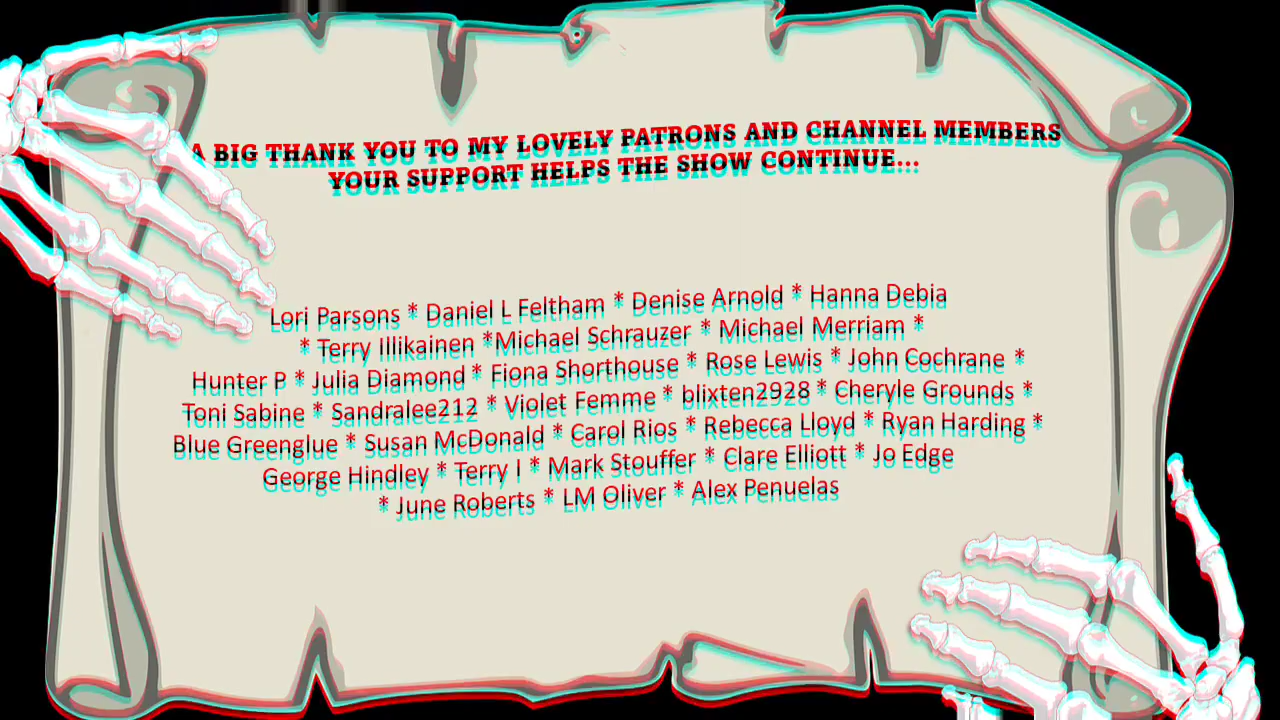 A BIG THANK YOU TO MY LOVELY PATRONS AND CHANNEL MEMBERS
YOUR SUPPORT HELPS THE SHOW CONTINUE...
Lori Parsons * Daniel L Feltham * Denise Arnold * Hanna Debia
* Terry Illikainen *Michael Schrauzer * Michael Merriam *
Hunter P * Julia Diamond * Fiona Shorthouse * Rose Lewis * John Cochrane *
Toni Sabine * Sandralee212 * Violet Femme * blixten2928 * Cheryle Grounds *
Blue Greenglue * Susan McDonald * Carol Rios * Rebecca Lloyd * Ryan Harding *
George Hindley * Terry I * Mark Stouffer * Clare Elliott * Jo Edge
* June Roberts * LM Oliver * Alex Penuelas